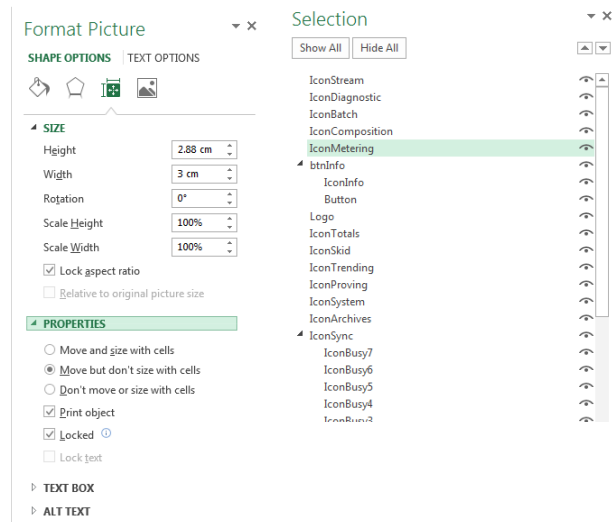 Format Picture
SHAPE OPTIONS TEXT OPTIONS
SIZE
Height 2.88 cm
Width 3 cm
Rotation 0°
Scale Height 100%
Scale Width 100%
Lock aspect ratio
Relative to original picture size
PROPERTIES
Move and size with cells
Move but don't size with cells
Don't move or size with cells
Print object
Locked
Lock text
TEXT BOX
ALT TEXT
Selection
Show All Hide All
IconStream
IconDiagnostic
IconBatch
IconComposition
IconMetering
btnInfo
IconInfo
Button
Logo
IconTotals
IconSkid
IconTrending
IconProving
IconSystem
IconArchives
IconSync
IconBusy7
IconBusy6
IconBusy5
IconBusy4
IconBusy3